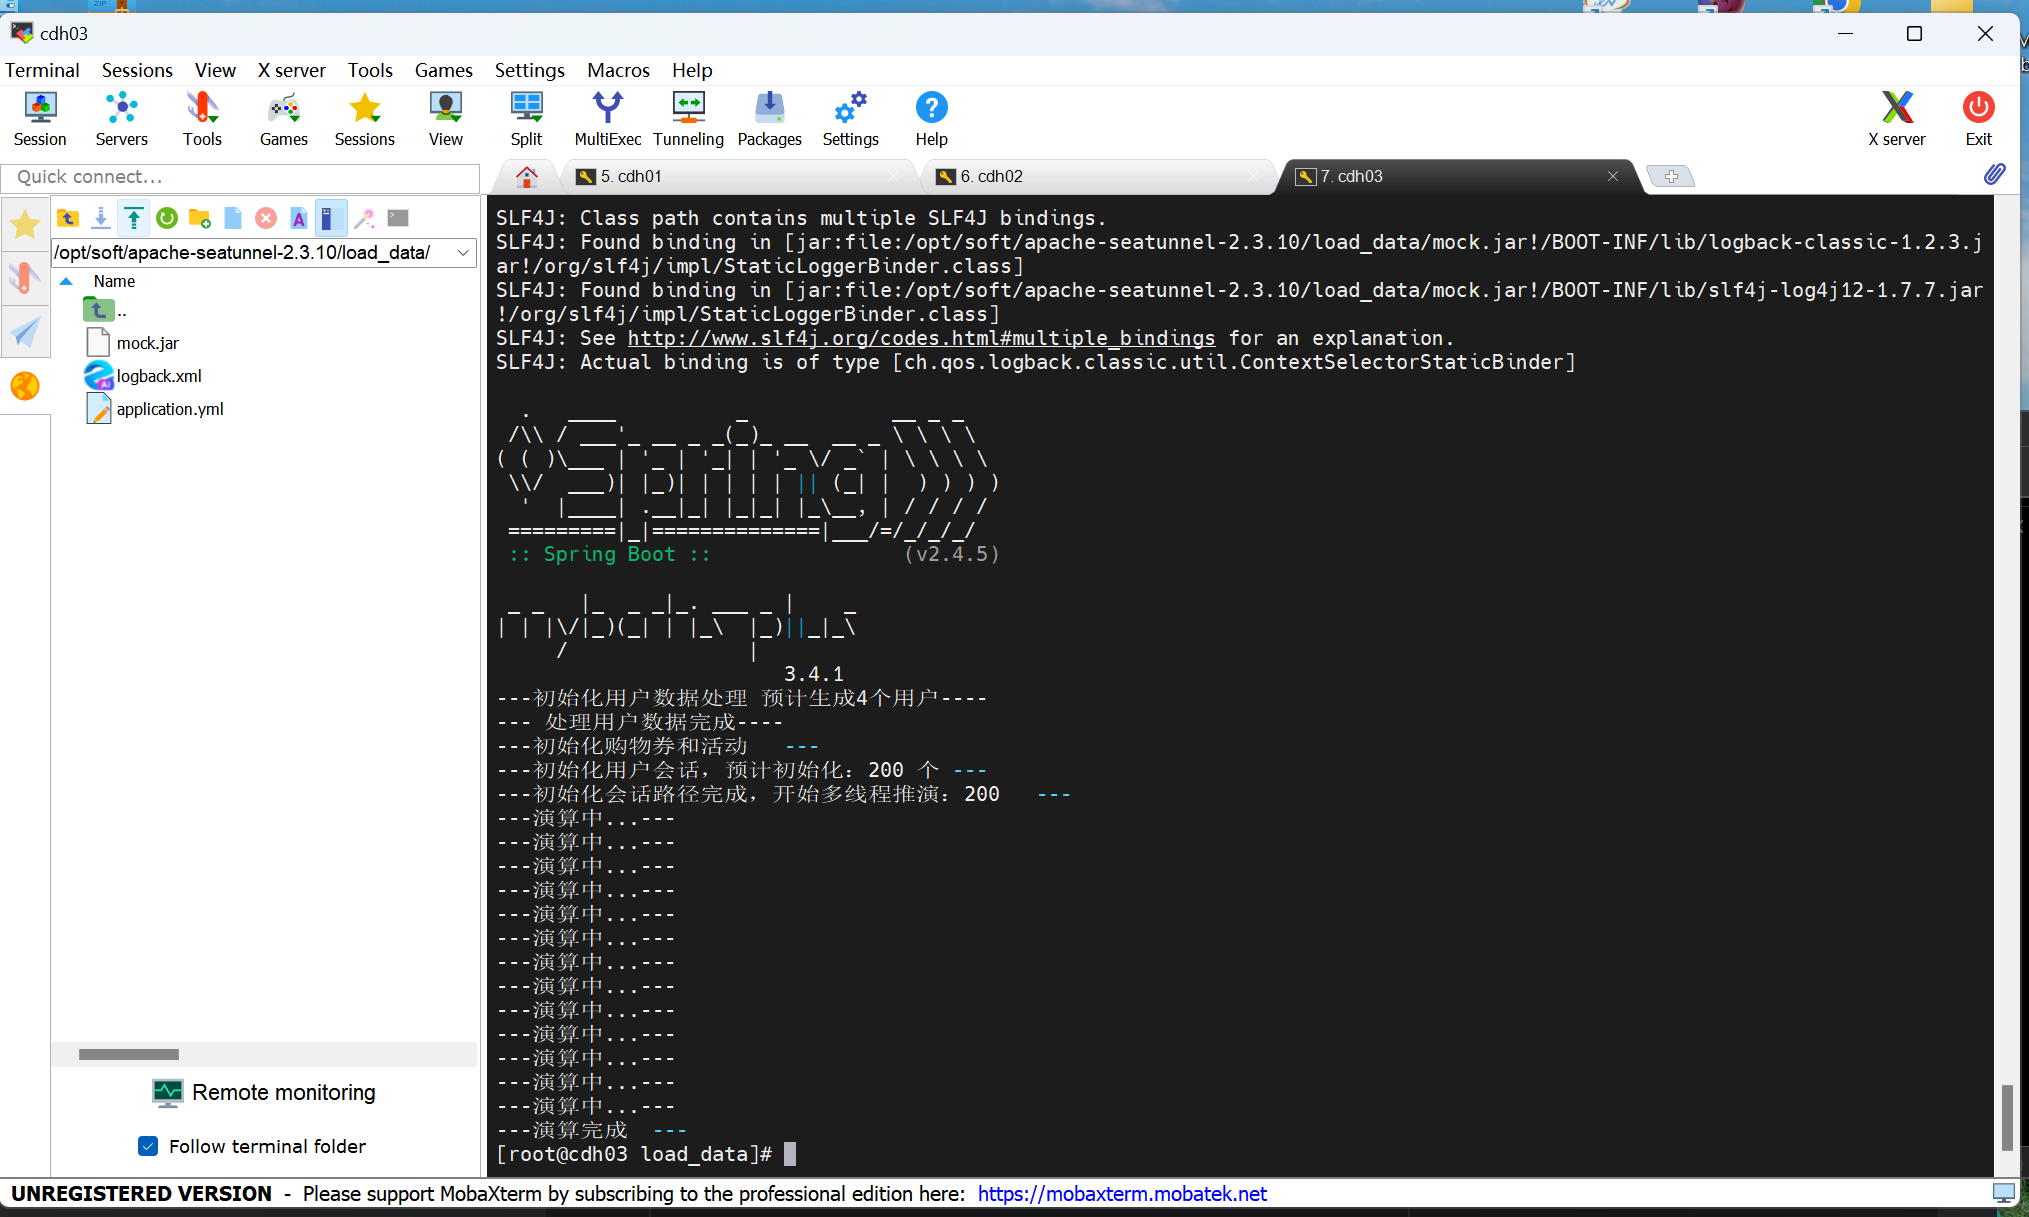 cdh03
Terminal Sessions View X server Tools Games Settings Macros Help
Session Servers Tools Games Sessions View Split MultiExec Tunneling Packages Settings Help X server Exit
Quick connect...
5. cdh01
6. cdh02
7. cdh03
/opt/soft/apache-seatunnel-2.3.10/load_data/
Name
..
mock.jar
logback.xml
application.yml
Remote monitoring
Follow terminal folder
SLF4J: Class path contains multiple SLF4J bindings.
SLF4J: Found binding in [jar:file:/opt/soft/apache-seatunnel-2.3.10/load_data/mock.jar!/BOOT-INF/lib/logback-classic-1.2.3.j
ar!/org/slf4j/impl/StaticLoggerBinder.class]
SLF4J: Found binding in [jar:file:/opt/soft/apache-seatunnel-2.3.10/load_data/mock.jar!/BOOT-INF/lib/slf4j-log4j12-1.7.7.jar
!/org/slf4j/impl/StaticLoggerBinder.class]
SLF4J: See http://www.slf4j.org/codes.html#multiple_bindings for an explanation.
SLF4J: Actual binding is of type [ch.qos.logback.classic.util.ContextSelectorStaticBinder]
:: Spring Boot :: (v2.4.5)
3.4.1
---初始化用户数据处理 预计生成4个用户----
--- 处理用户数据完成----
---初始化购物券和活动 ---
---初始化用户会话，预计初始化：200 个 ---
---初始化会话路径完成，开始多线程推演：200 ---
---演算中...---
---演算中...---
---演算中...---
---演算中...---
---演算中...---
---演算中...---
---演算中...---
---演算中...---
---演算中...---
---演算中...---
---演算中...---
---演算中...---
---演算中...---
---演算完成 ---
[root@cdh03 load_data]#
UNREGISTERED VERSION - Please support MobaXterm by subscribing to the professional edition here: https://mobaxterm.mobatek.net